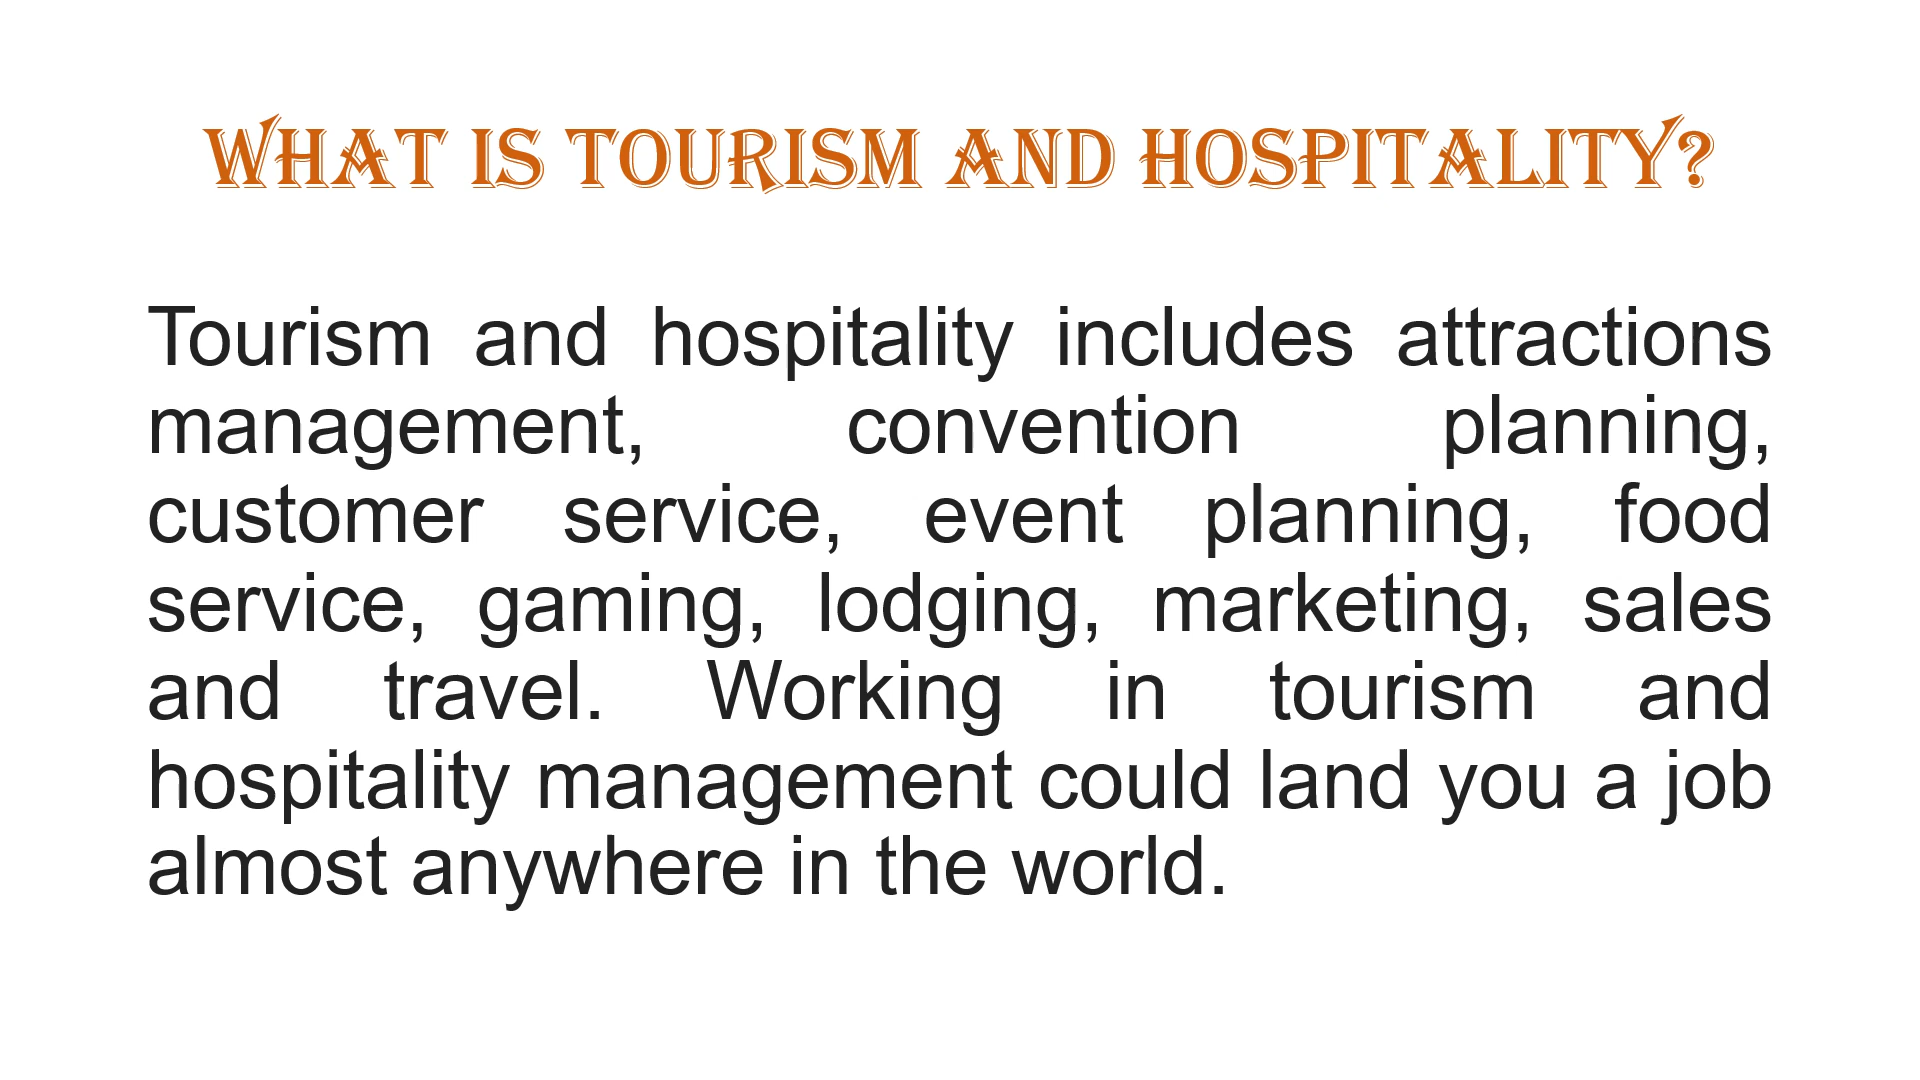 WHAT IS TOURISM AND HOSPITALITY?
Tourism and hospitality includes attractions
management, convention planning,
customer service, event planning, food
service, gaming, lodging, marketing, sales
and travel. Working in tourism and
hospitality management could land you a job
almost anywhere in the world.